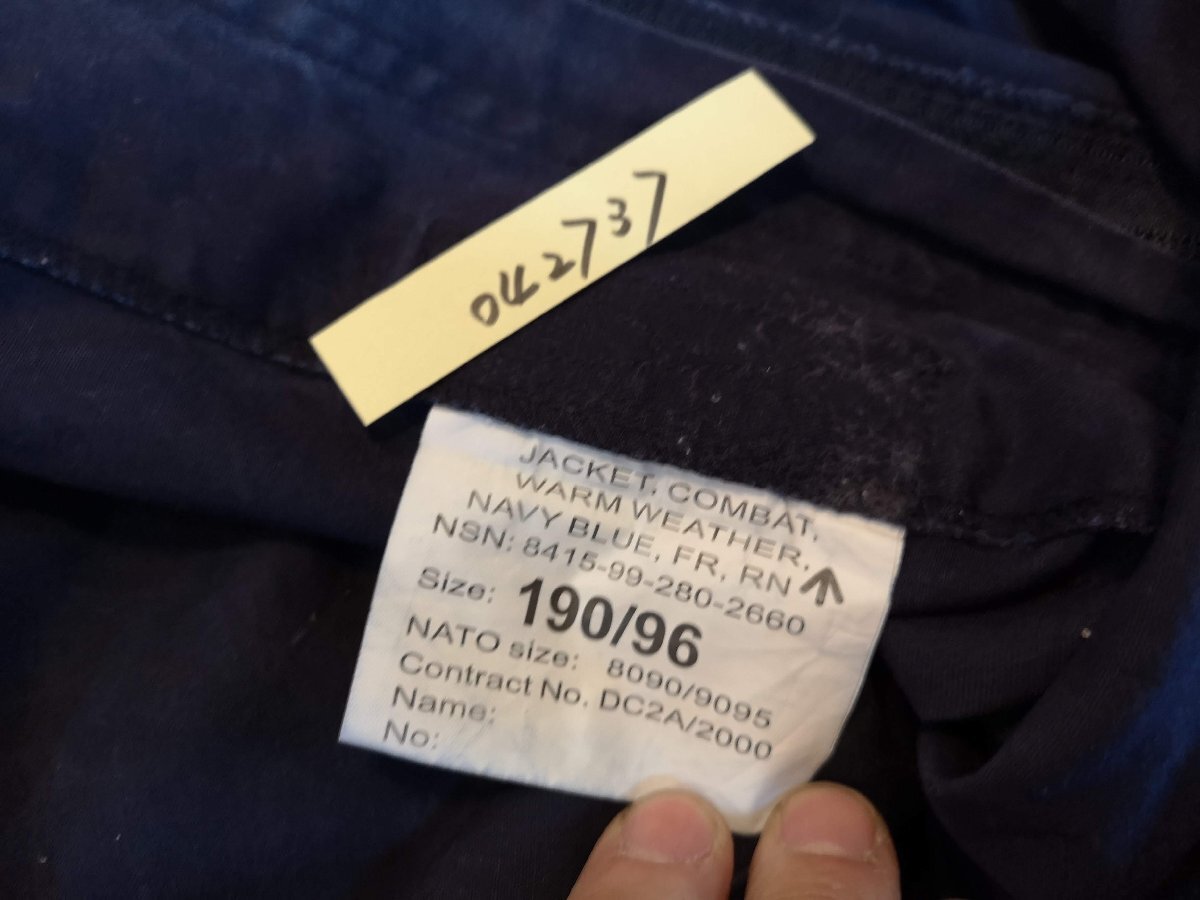 042737
JACKET, COMBAT,
WARM WEATHER,
NAVY BLUE, FR, RN
NSN: 8415-99-280-2660
Size: 190/96
NATO size: 8090/9095
Contract No. DC2A/2000
Name:
No: